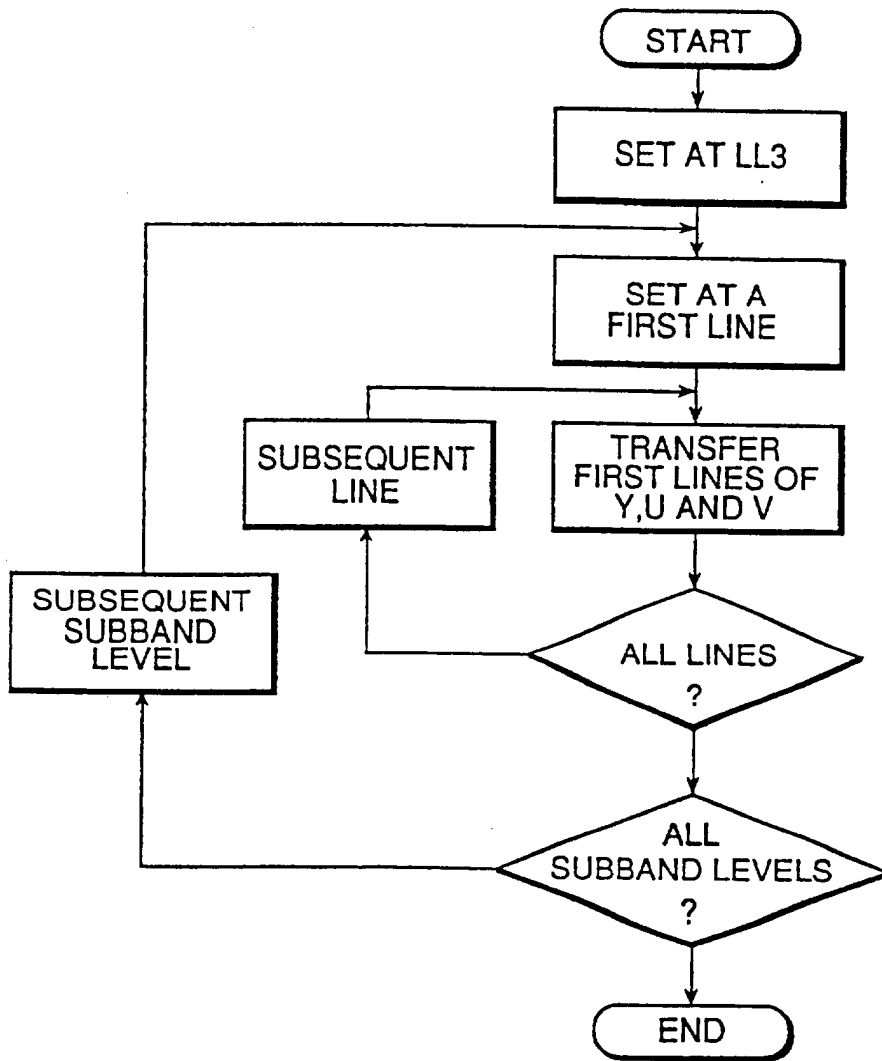 START
SET AT LL3
SET AT A
FIRST LINE
SUBSEQUENT
LINE
TRANSFER
FIRST LINES OF
Y,U AND V
SUBSEQUENT
SUBBAND
LEVEL
ALL LINES
?
ALL
SUBBAND LEVELS
?
END